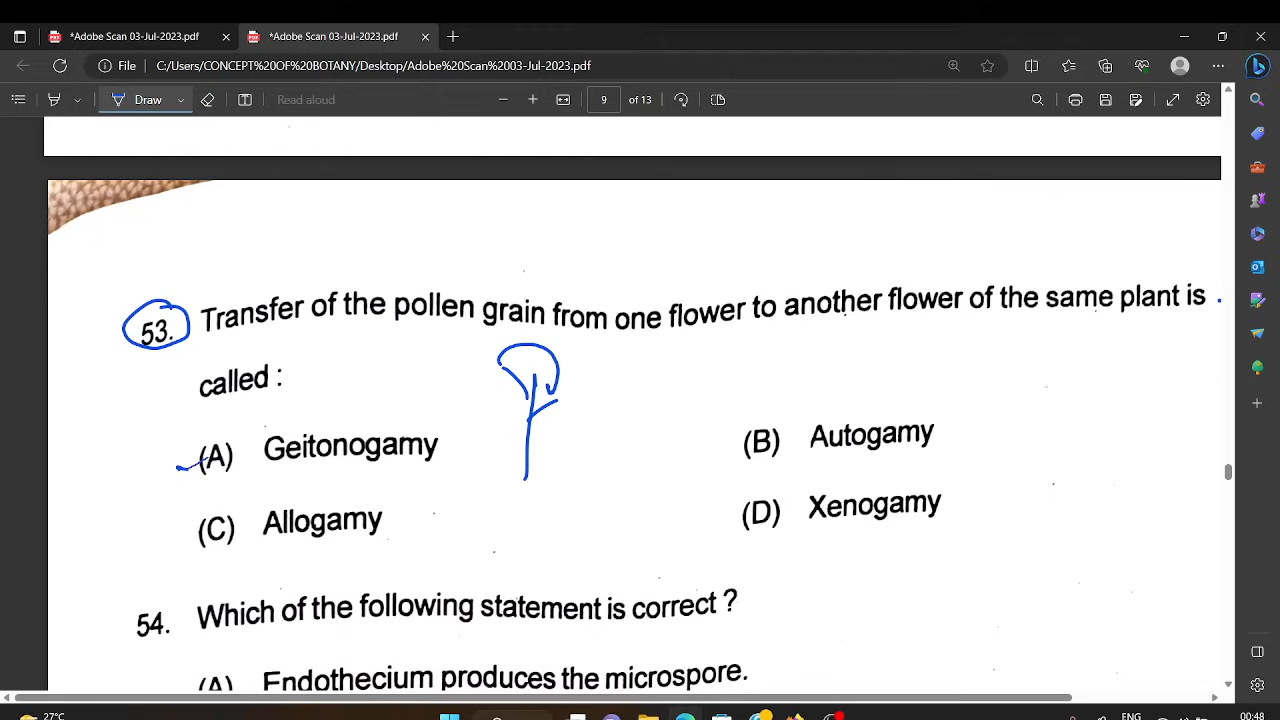 *Adobe Scan 03-Jul-2023.pdf
*Adobe Scan 03-Jul-2023.pdf
File C:/Users/CONCEPT%20OF%20BOTANY/Desktop/Adobe%20Scan%2003-Jul-2023.pdf
Draw Read aloud 9 of 13
53. Transfer of the pollen grain from one flower to another flower of the same plant is
called :
(A) Geitonogamy (B) Autogamy
(C) Allogamy (D) Xenogamy
54. Which of the following statement is correct ?
(A) Endothecium produces the microspore.
27°C ENG 00:48